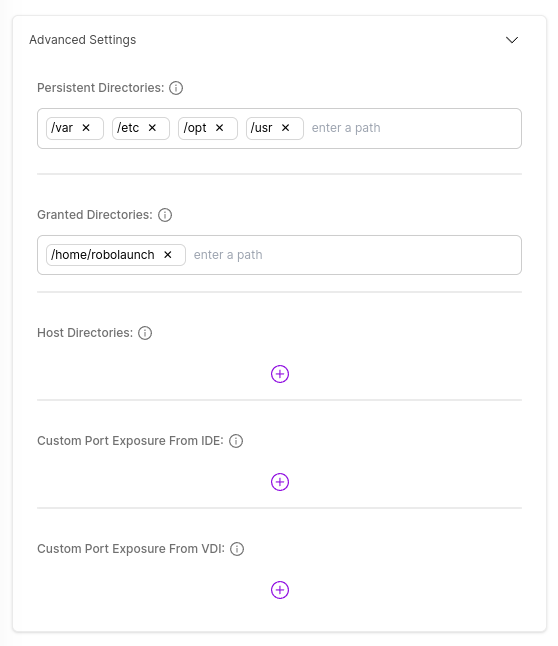 Advanced Settings
Persistent Directories:
/var /etc /opt /usr enter a path
Granted Directories:
/home/robolaunch enter a path
Host Directories:
Custom Port Exposure From IDE:
Custom Port Exposure From VDI: